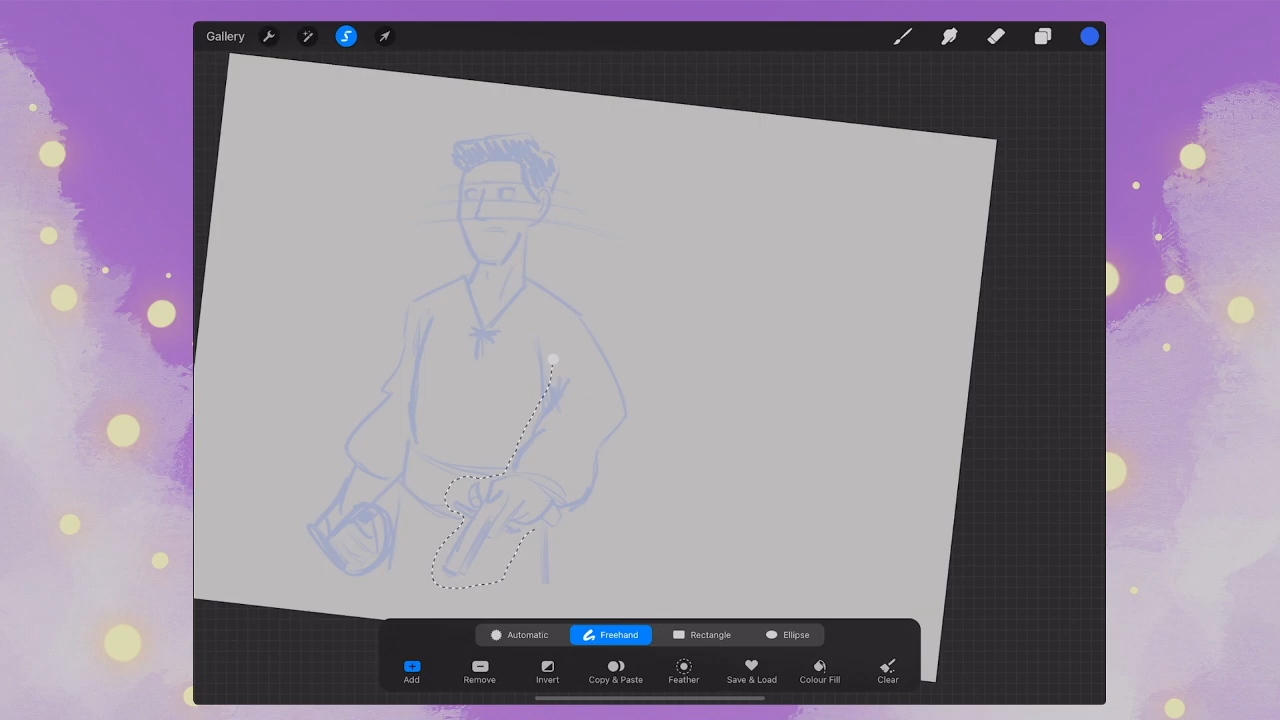 Gallery
Automatic Freehand Rectangle Ellipse
Add Remove Invert Copy & Paste Feather Save & Load Colour Fill Clear